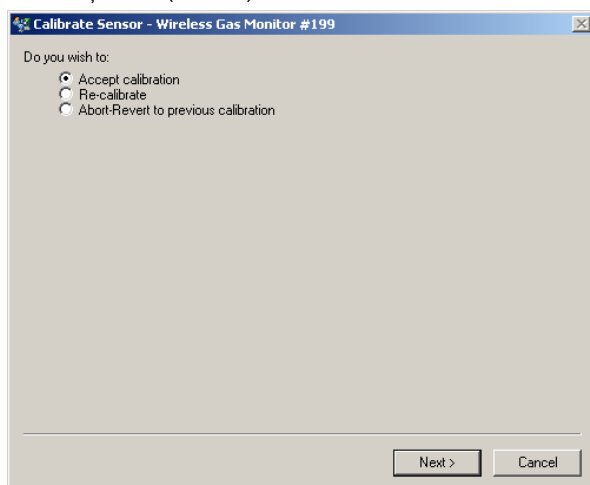 Calibrate Sensor - Wireless Gas Monitor #199
Do you wish to:
Accept calibration
Re-calibrate
Abort-Revert to previous calibration
Next >
Cancel